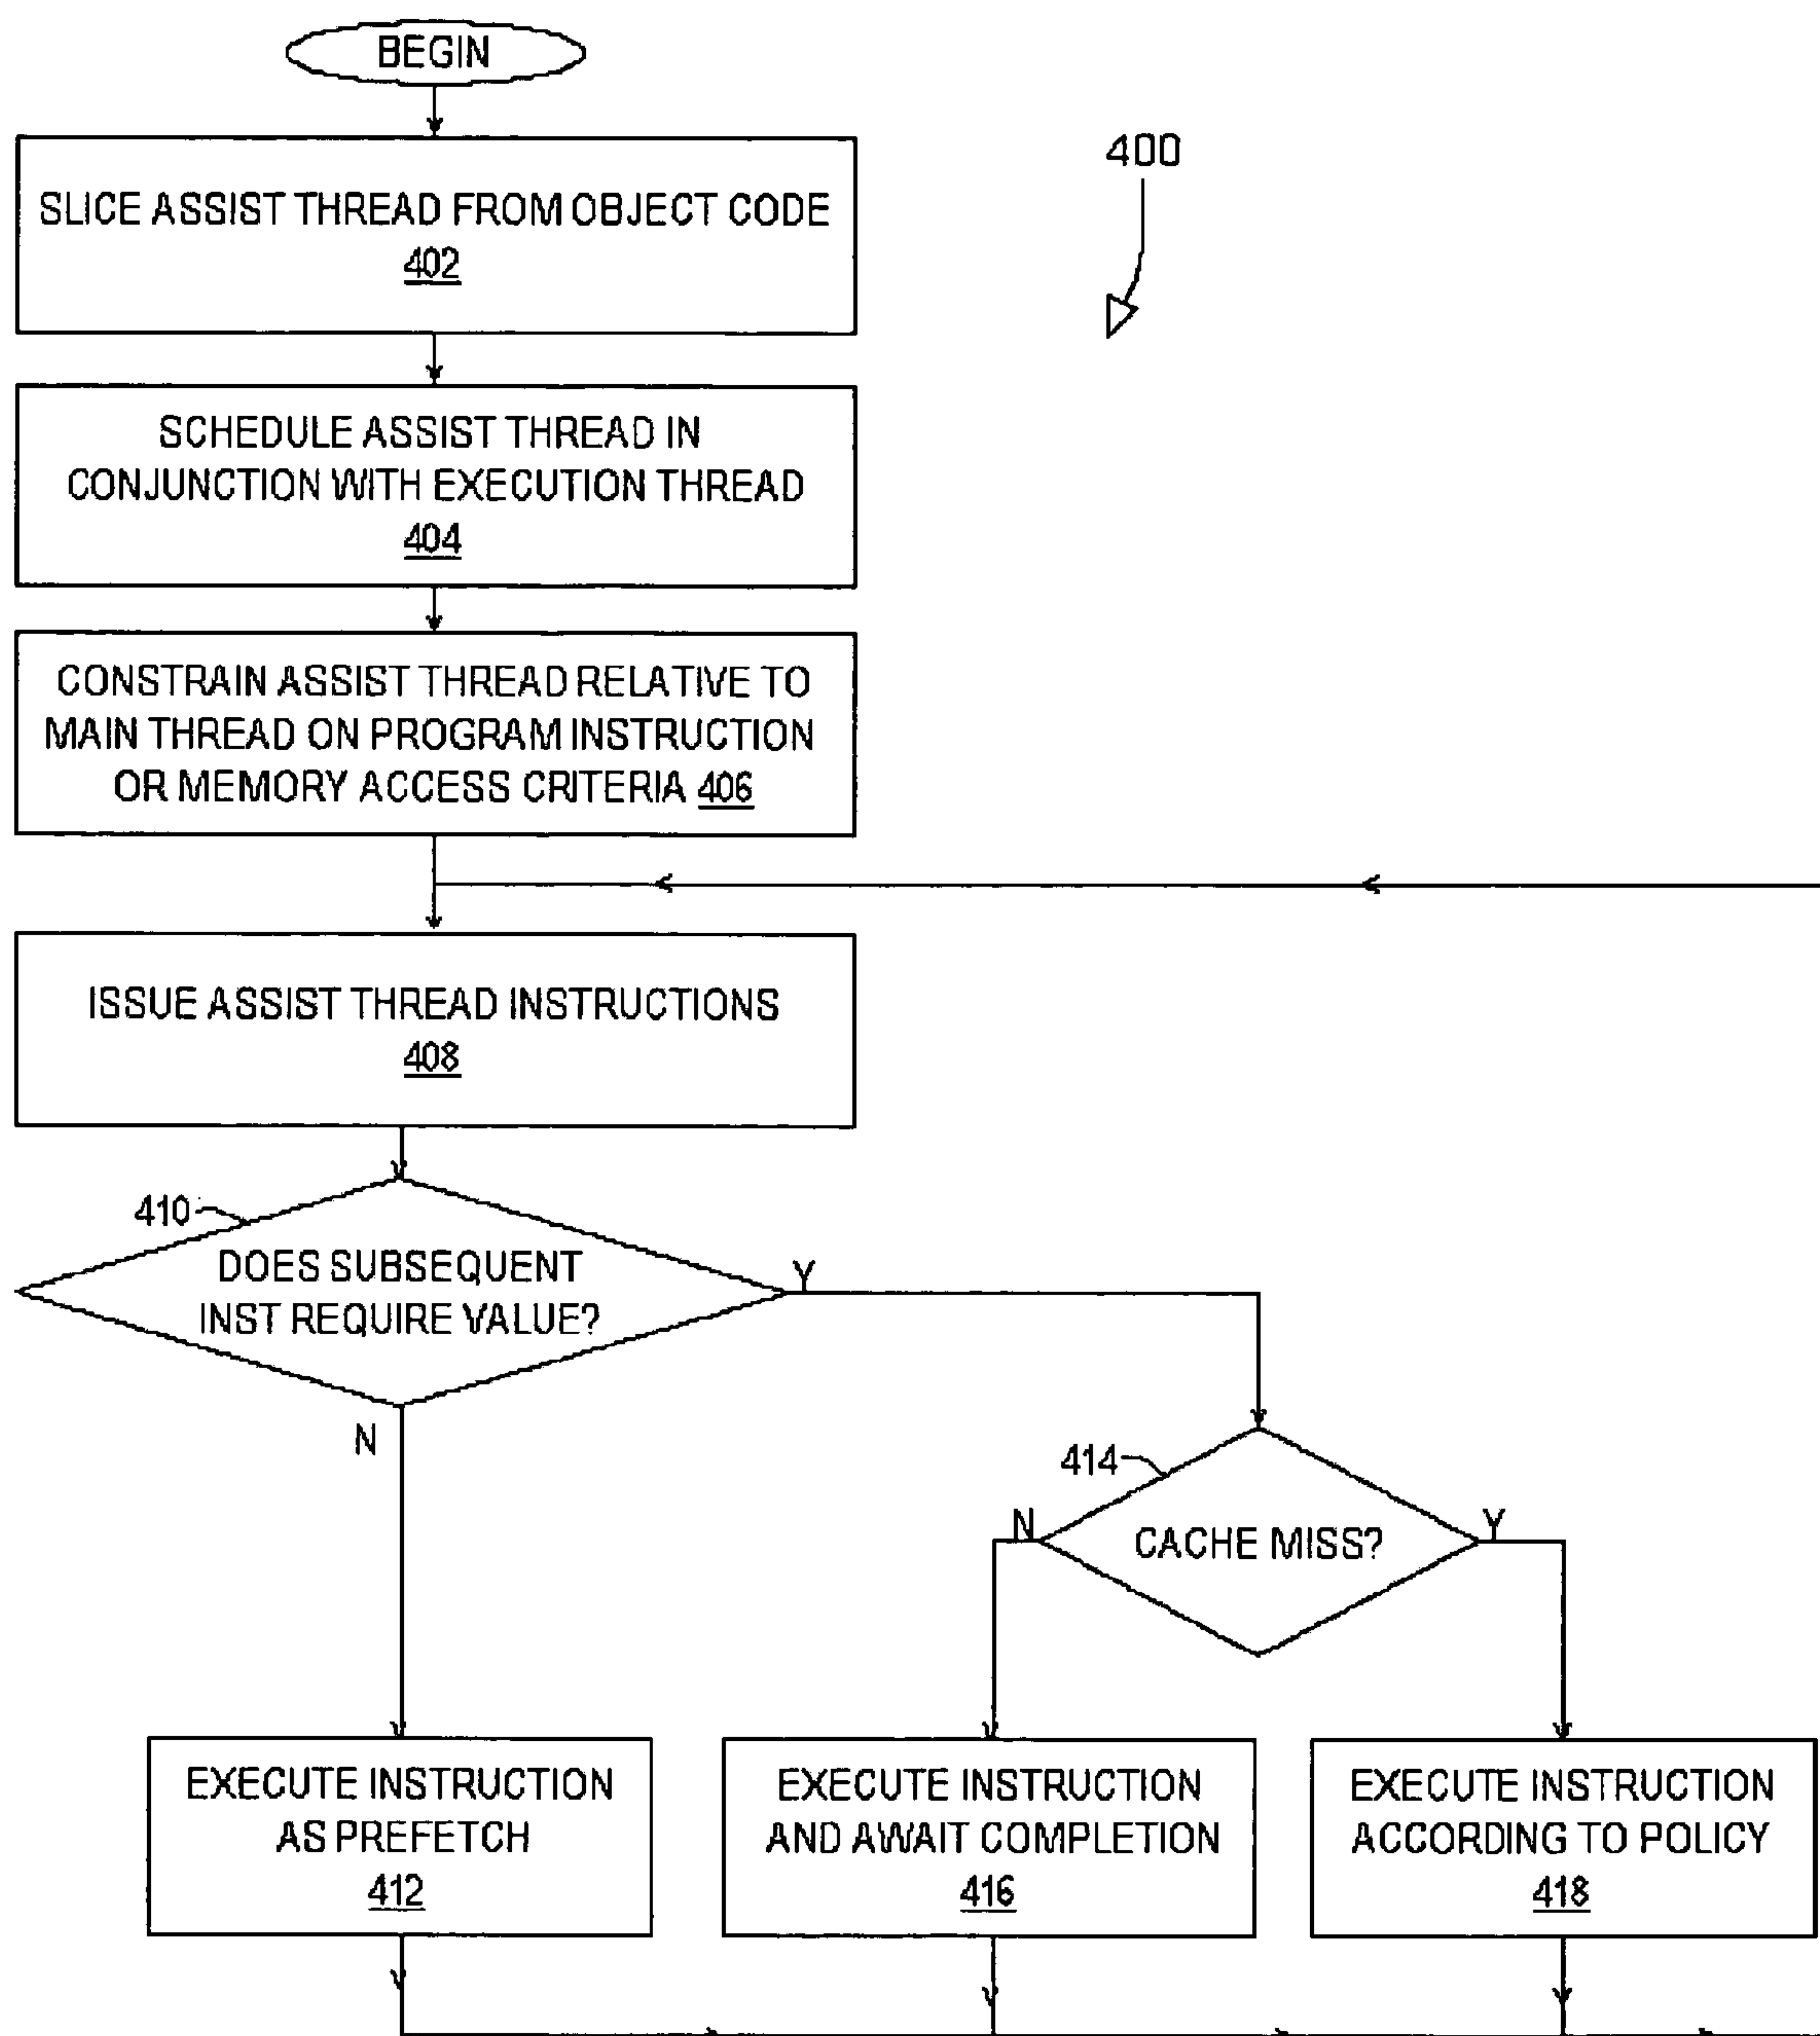 BEGIN
400
SLICE ASSIST THREAD FROM OBJECT CODE
402
SCHEDULE ASSIST THREAD IN
CONJUNCTION WITH EXECUTION THREAD
404
CONSTRAIN ASSIST THREAD RELATIVE TO
MAIN THREAD ON PROGRAM INSTRUCTION
OR MEMORY ACCESS CRITERIA 406
ISSUE ASSIST THREAD INSTRUCTIONS
408
410
DOES SUBSEQUENT
INST REQUIRE VALUE?
Y
N
414
CACHE MISS?
N
Y
EXECUTE INSTRUCTION
AS PREFETCH
412
EXECUTE INSTRUCTION
AND AWAIT COMPLETION
416
EXECUTE INSTRUCTION
ACCORDING TO POLICY
418